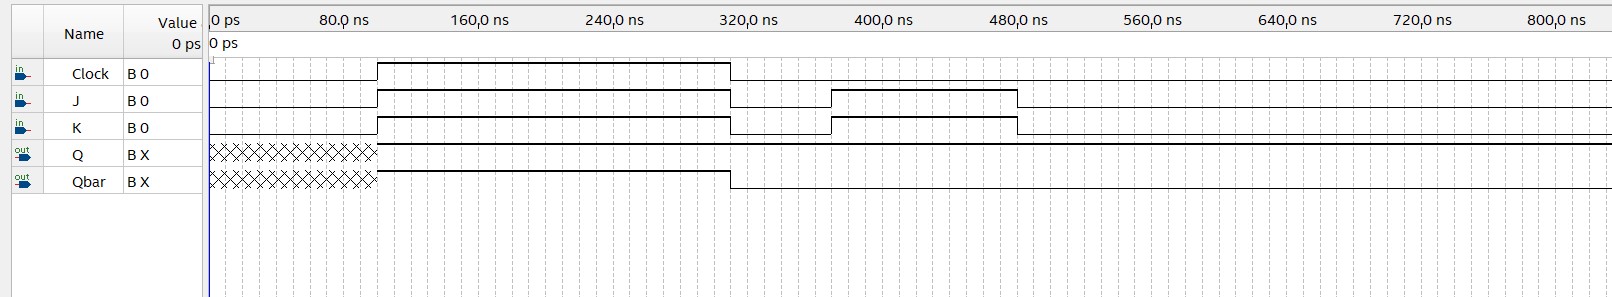 Name
Value
0 ps
0 ps 80.0 ns 160.0 ns 240.0 ns 320.0 ns 400.0 ns 480.0 ns 560.0 ns 640.0 ns 720.0 ns 800.0 ns
0 ps
in Clock B 0
in J B 0
in K B 0
out Q B X
out Qbar B X